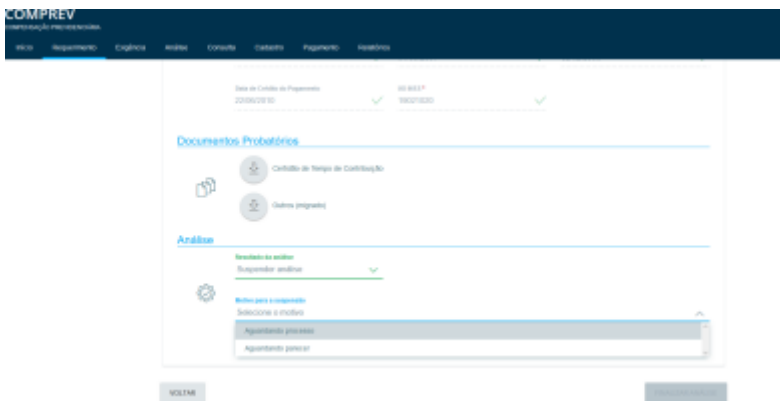 COMPREV
COMPENSAÇÃO PREVIDENCIÁRIA
Início Requerimento Exigência Análise Consulta Cadastro Pagamento Relatórios
Data de Crédito do Pagamento
22/06/2010
Documentos Probatórios
Certidão de Tempo de Contribuição
Outros (migrado)
Análise
Resultado da análise
Suspender análise
Motivo para a suspensão
Selecione o motivo
Aguardando processo
Aguardando parecer
VOLTAR